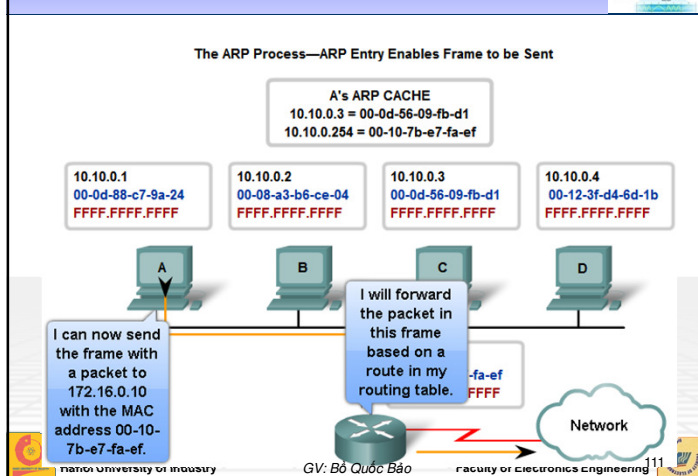 The ARP Process—ARP Entry Enables Frame to be Sent
A's ARP CACHE
10.10.0.3 = 00-0d-56-09-fb-d1
10.10.0.254 = 00-10-7b-e7-fa-ef
10.10.0.1
00-0d-88-c7-9a-24
FFFF.FFFF.FFFF
10.10.0.2
00-08-a3-b6-ce-04
FFFF.FFFF.FFFF
10.10.0.3
00-0d-56-09-fb-d1
FFFF.FFFF.FFFF
10.10.0.4
00-12-3f-d4-6d-1b
FFFF.FFFF.FFFF
A
B
C
D
I can now send
the frame with
a packet to
172.16.0.10
with the MAC
address 00-10-
7b-e7-fa-ef.
I will forward
the packet in
this frame
based on a
route in my
routing table.
-fa-ef
FFFF
Network
Hanoi University of Industry
GV: Bồ Quốc Bảo
Faculty of Electronics Engineering
111